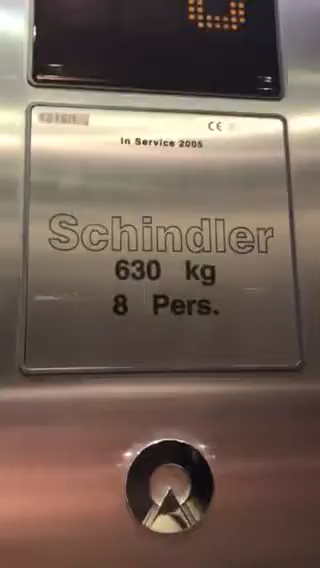 CE
In Service 2005
Schindler
630 kg
8 Pers.